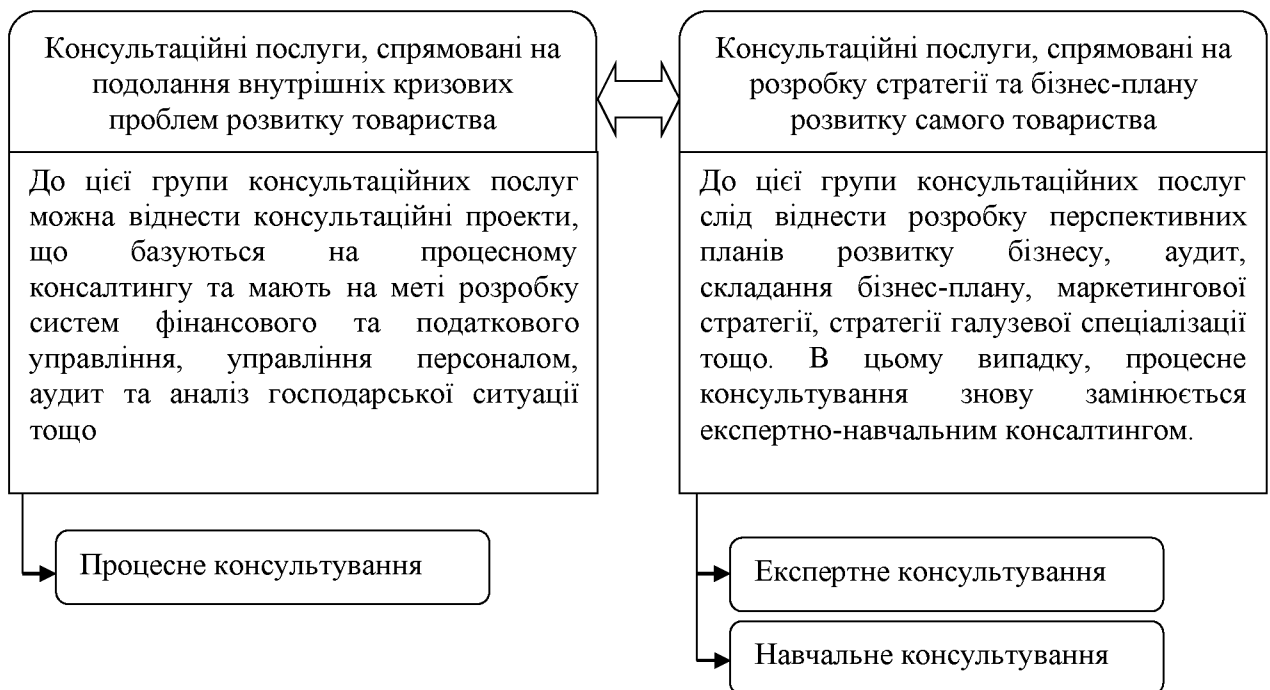 Консультаційні послуги, спрямовані на
подолання внутрішніх кризових
проблем розвитку товариства
До цієї групи консультаційних послуг
можна віднести консультаційні проекти,
що базуються на процесному
консалтингу та мають на меті розробку
систем фінансового та податкового
управління, управління персоналом,
аудит та аналіз господарської ситуації
тощо
Процесне консультування
Консультаційні послуги, спрямовані на
розробку стратегії та бізнес-плану
розвитку самого товариства
До цієї групи консультаційних послуг
слід віднести розробку перспективних
планів розвитку бізнесу, аудит,
складання бізнес-плану, маркетингової
стратегії, стратегії галузевої спеціалізації
тощо. В цьому випадку, процесне
консультування знову замінюється
експертно-навчальним консалтингом.
Експертне консультування
Навчальне консультування